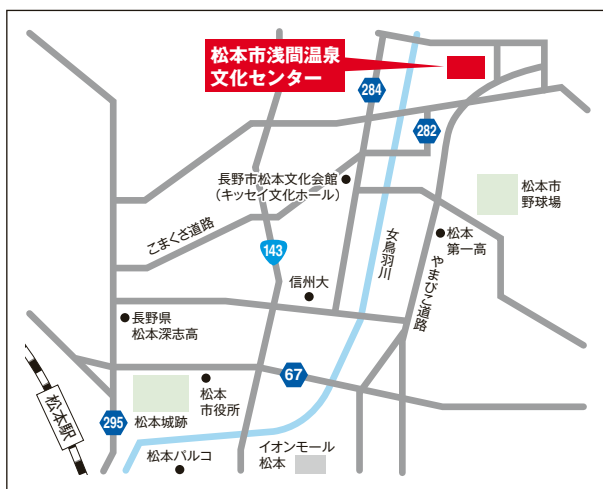 松本市浅間温泉
文化センター
284
282
長野市松本文化会館
(キッセイ文化ホール)
松本市
野球場
こまくさ道路
女鳥羽川
松本
第一高
143
やまびこ道路
信州大
長野県
松本深志高
67
松本駅
松本
市役所
295
松本城跡
イオンモール
松本
松本パルコ